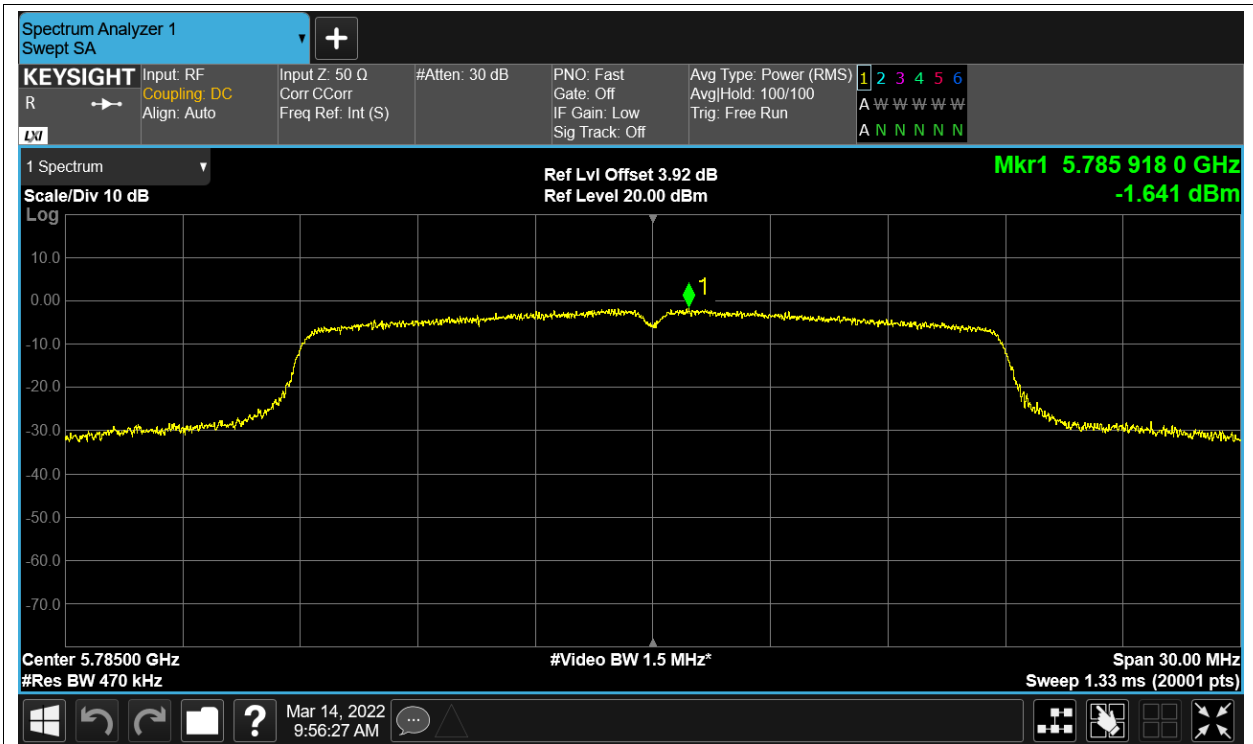 Spectrum Analyzer 1
Swept SA
KEYSIGHT
R
LXI
Input: RF
Coupling: DC
Align: Auto
Input Z: 50 Ω
Corr CCorr
Freq Ref: Int (S)
#Atten: 30 dB
PNO: Fast
Gate: Off
IF Gain: Low
Sig Track: Off
Avg Type: Power (RMS)
Avg|Hold: 100/100
Trig: Free Run
1 2 3 4 5 6
A W W W W W
A N N N N N
1 Spectrum
Scale/Div 10 dB
Ref Lvl Offset 3.92 dB
Ref Level 20.00 dBm
Mkr1 5.785 918 0 GHz
-1.641 dBm
Log
10.0
0.00
-10.0
-20.0
-30.0
-40.0
-50.0
-60.0
-70.0
1
Center 5.78500 GHz
#Res BW 470 kHz
#Video BW 1.5 MHz*
Span 30.00 MHz
Sweep 1.33 ms (20001 pts)
?
Mar 14, 2022
9:56:27 AM